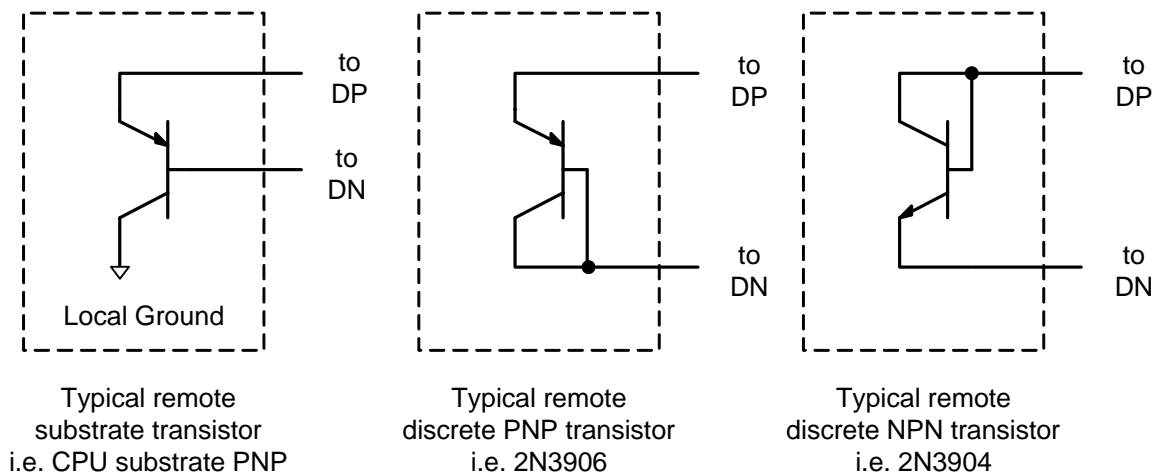 to
DP
to
DN
Local Ground
Typical remote
substrate transistor
i.e. CPU substrate PNP
to
DP
to
DN
Typical remote
discrete PNP transistor
i.e. 2N3906
to
DP
to
DN
Typical remote
discrete NPN transistor
i.e. 2N3904